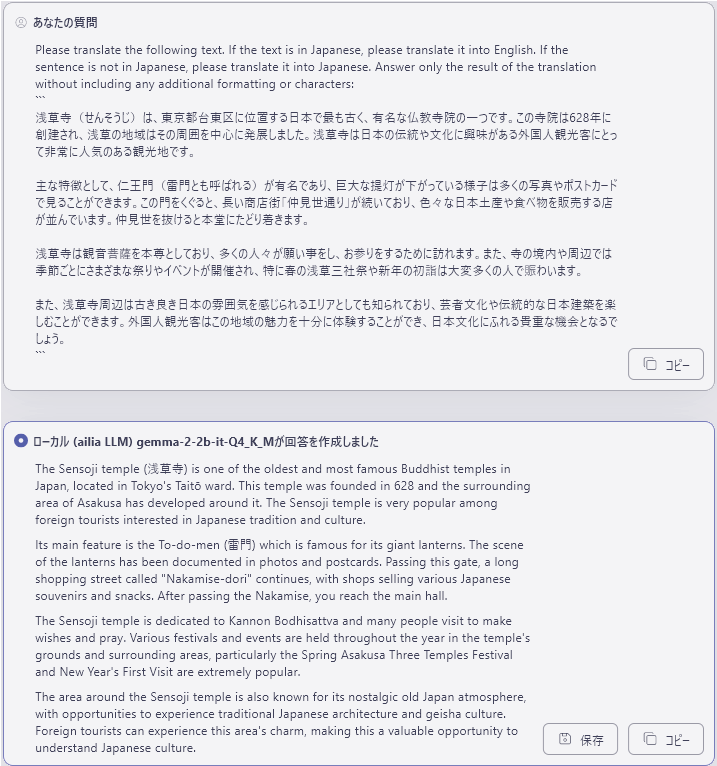 あなたの質問
Please translate the following text. If the text is in Japanese, please translate it into English. If the
sentence is not in Japanese, please translate it into Japanese. Answer only the result of the translation
without including any additional formatting or characters:
```
浅草寺（せんそうじ）は、東京都台東区に位置する日本で最も古く、有名な仏教寺院の一つです。この寺院は628年に
創建され、浅草の地域はその周囲を中心に発展しました。浅草寺は日本の伝統や文化に興味がある外国人観光客にとっ
て非常に人気のある観光地です。
主な特徴として、仁王門（雷門とも呼ばれる）が有名であり、巨大な提灯が下がっている様子は多くの写真やポストカード
で見ることができます。この門をくぐると、長い商店街「仲見世通り」が続いており、色々な日本土産や食べ物を販売する店
が並んでいます。仲見世を抜けると本堂にたどり着きます。
浅草寺は観音菩薩を本尊としており、多くの人々が願い事をし、お参りをするために訪れます。また、寺の境内や周辺では
季節ごとにさまざまな祭りやイベントが開催され、特に春の浅草三社祭や新年の初詣は大変多くの人で賑わいます。
また、浅草寺周辺は古き良き日本の雰囲気を感じられるエリアとしても知られており、芸者文化や伝統的な日本建築を楽
しむことができます。外国人観光客はこの地域の魅力を十分に体験することができ、日本文化にふれる貴重な機会となるで
しょう。
```
コピー
ローカル (ailia LLM) gemma-2-2b-it-Q4_K_Mが回答を作成しました
The Sensoji temple (浅草寺) is one of the oldest and most famous Buddhist temples in
Japan, located in Tokyo's Taitō ward. This temple was founded in 628 and the surrounding
area of Asakusa has developed around it. The Sensoji temple is very popular among
foreign tourists interested in Japanese tradition and culture.
Its main feature is the To-do-men (雷門) which is famous for its giant lanterns. The scene
of the lanterns has been documented in photos and postcards. Passing this gate, a long
shopping street called "Nakamise-dori" continues, with shops selling various Japanese
souvenirs and snacks. After passing the Nakamise, you reach the main hall.
The Sensoji temple is dedicated to Kannon Bodhisattva and many people visit to make
wishes and pray. Various festivals and events are held throughout the year in the temple's
grounds and surrounding areas, particularly the Spring Asakusa Three Temples Festival
and New Year's First Visit are extremely popular.
The area around the Sensoji temple is also known for its nostalgic old Japan atmosphere,
with opportunities to experience traditional Japanese architecture and geisha culture.
Foreign tourists can experience this area's charm, making this a valuable opportunity to
understand Japanese culture.
保存
コピー